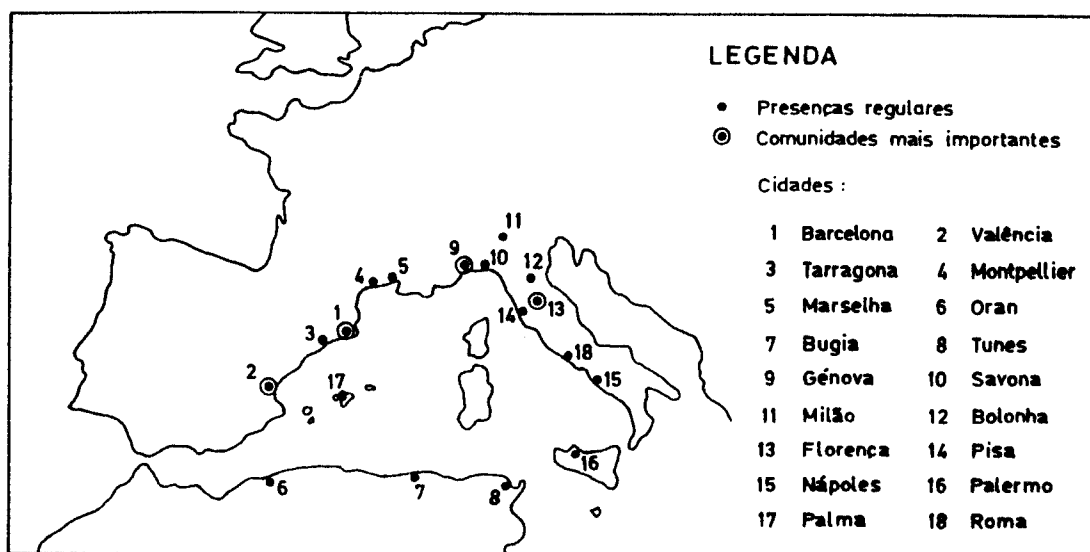 LEGENDA
Presenças regulares
Comunidades mais importantes
Cidades :
1 Barcelona 2 Valência
3 Tarragona 4 Montpellier
5 Marselha 6 Oran
7 Bugia 8 Tunes
9 Génova 10 Savona
11 Milão 12 Bolonha
13 Florença 14 Pisa
15 Nápoles 16 Palermo
17 Palma 18 Roma
11
9 10 12
4 5
13
14
1
3
18
2 17 15
16
6 7 8